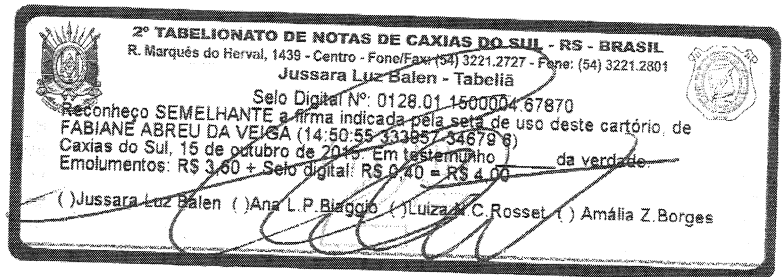 2º TABELIONATO DE NOTAS DE CAXIAS DO SUL - RS - BRASIL
R. Marquês do Herval, 1439 - Centro - Fone/Fax: (54) 3221.2727 - Fone: (54) 3221.2801
Jussara Luz Balen - Tabeliã
Selo Digital Nº: 0128.01.1500004.67870
Reconheço SEMELHANTE a firma indicada pela seta de uso deste cartório, de
FABIANE ABREU DA VEIGA (14:50:55 333957 34679 8)
Caxias do Sul, 15 de outubro de 2015. Em testemunho ______ da verdade.
Emolumentos: R$ 3,60 + Selo digital: R$ 0,40 = R$ 4,00
( )Jussara Luz Balen ( )Ana L.P.Biaggio ( )Luiza N.C.Rosset ( ) Amália Z.Borges